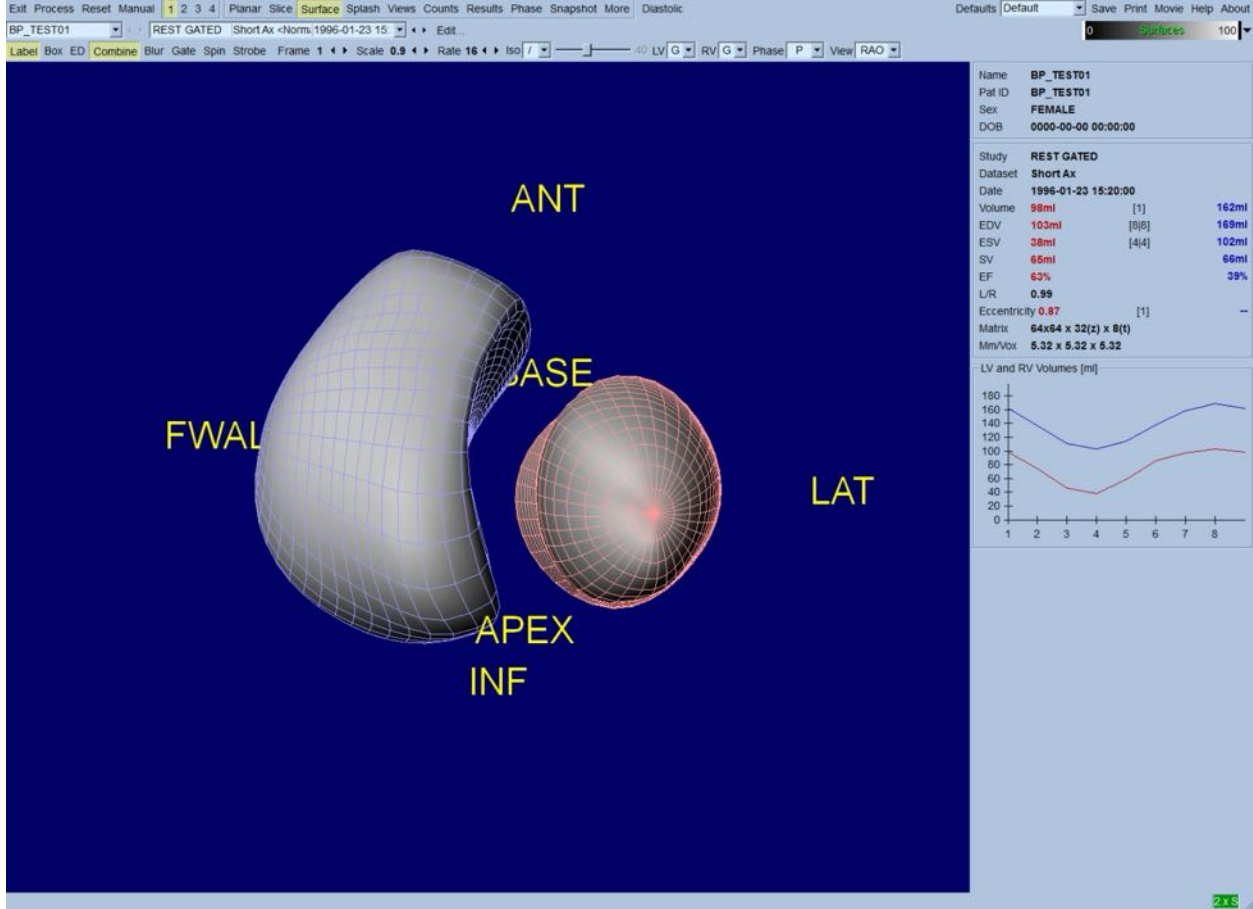 Exit Process Reset Manual 1 2 3 4 Planar Slice Surface Splash Views Counts Results Phase Snapshot More Diastolic Defaults Default Save Print Movie Help About
BP_TEST01 REST GATED Short Ax <Norm 1996-01-23 15: Edit... 0 Surfaces 100
Label Box ED Combine Blur Gate Spin Strobe Frame 1 Scale 0.9 Rate 16 Iso / 40 LV G RV G Phase P View RAO
Name BP_TEST01
Pat ID BP_TEST01
Sex FEMALE
DOB 0000-00-00 00:00:00
Study REST GATED
Dataset Short Ax
Date 1996-01-23 15:20:00
Volume 98ml [1] 162ml
EDV 103ml [8|8] 169ml
ESV 38ml [4|4] 102ml
SV 65ml 66ml
EF 63% 39%
L/R 0.99
Eccentricity 0.87 [1] --
Matrix 64x64 x 32(z) x 8(t)
Mm/Vox 5.32 x 5.32 x 5.32
LV and RV Volumes [ml]
180
160
140
120
100
80
60
40
20
0
1 2 3 4 5 6 7 8
ANT
BASE
FWAL
LAT
APEX
INF
2 x S